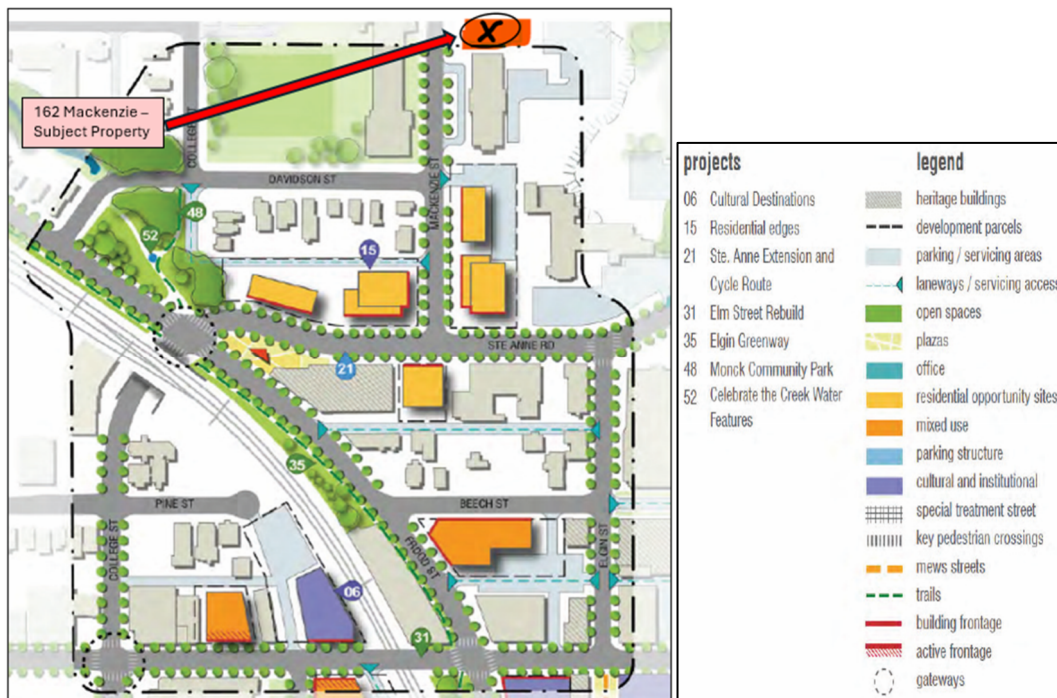 X
162 Mackenzie –
Subject Property
COLLEGE ST
DAVIDSON ST
MACKENZIE ST
48
52
15
STE ANNE RD
21
35
PINE ST
BEECH ST
COLLEGE ST
FROOD ST
ELGIN ST
06
31
projects
06 Cultural Destinations
15 Residential edges
21 Ste. Anne Extension and
Cycle Route
31 Elm Street Rebuild
35 Elgin Greenway
48 Monck Community Park
52 Celebrate the Creek Water
Features
legend
heritage buildings
development parcels
parking / servicing areas
laneways / servicing access
open spaces
plazas
office
residential opportunity sites
mixed use
parking structure
cultural and institutional
special treatment street
key pedestrian crossings
mews streets
trails
building frontage
active frontage
gateways